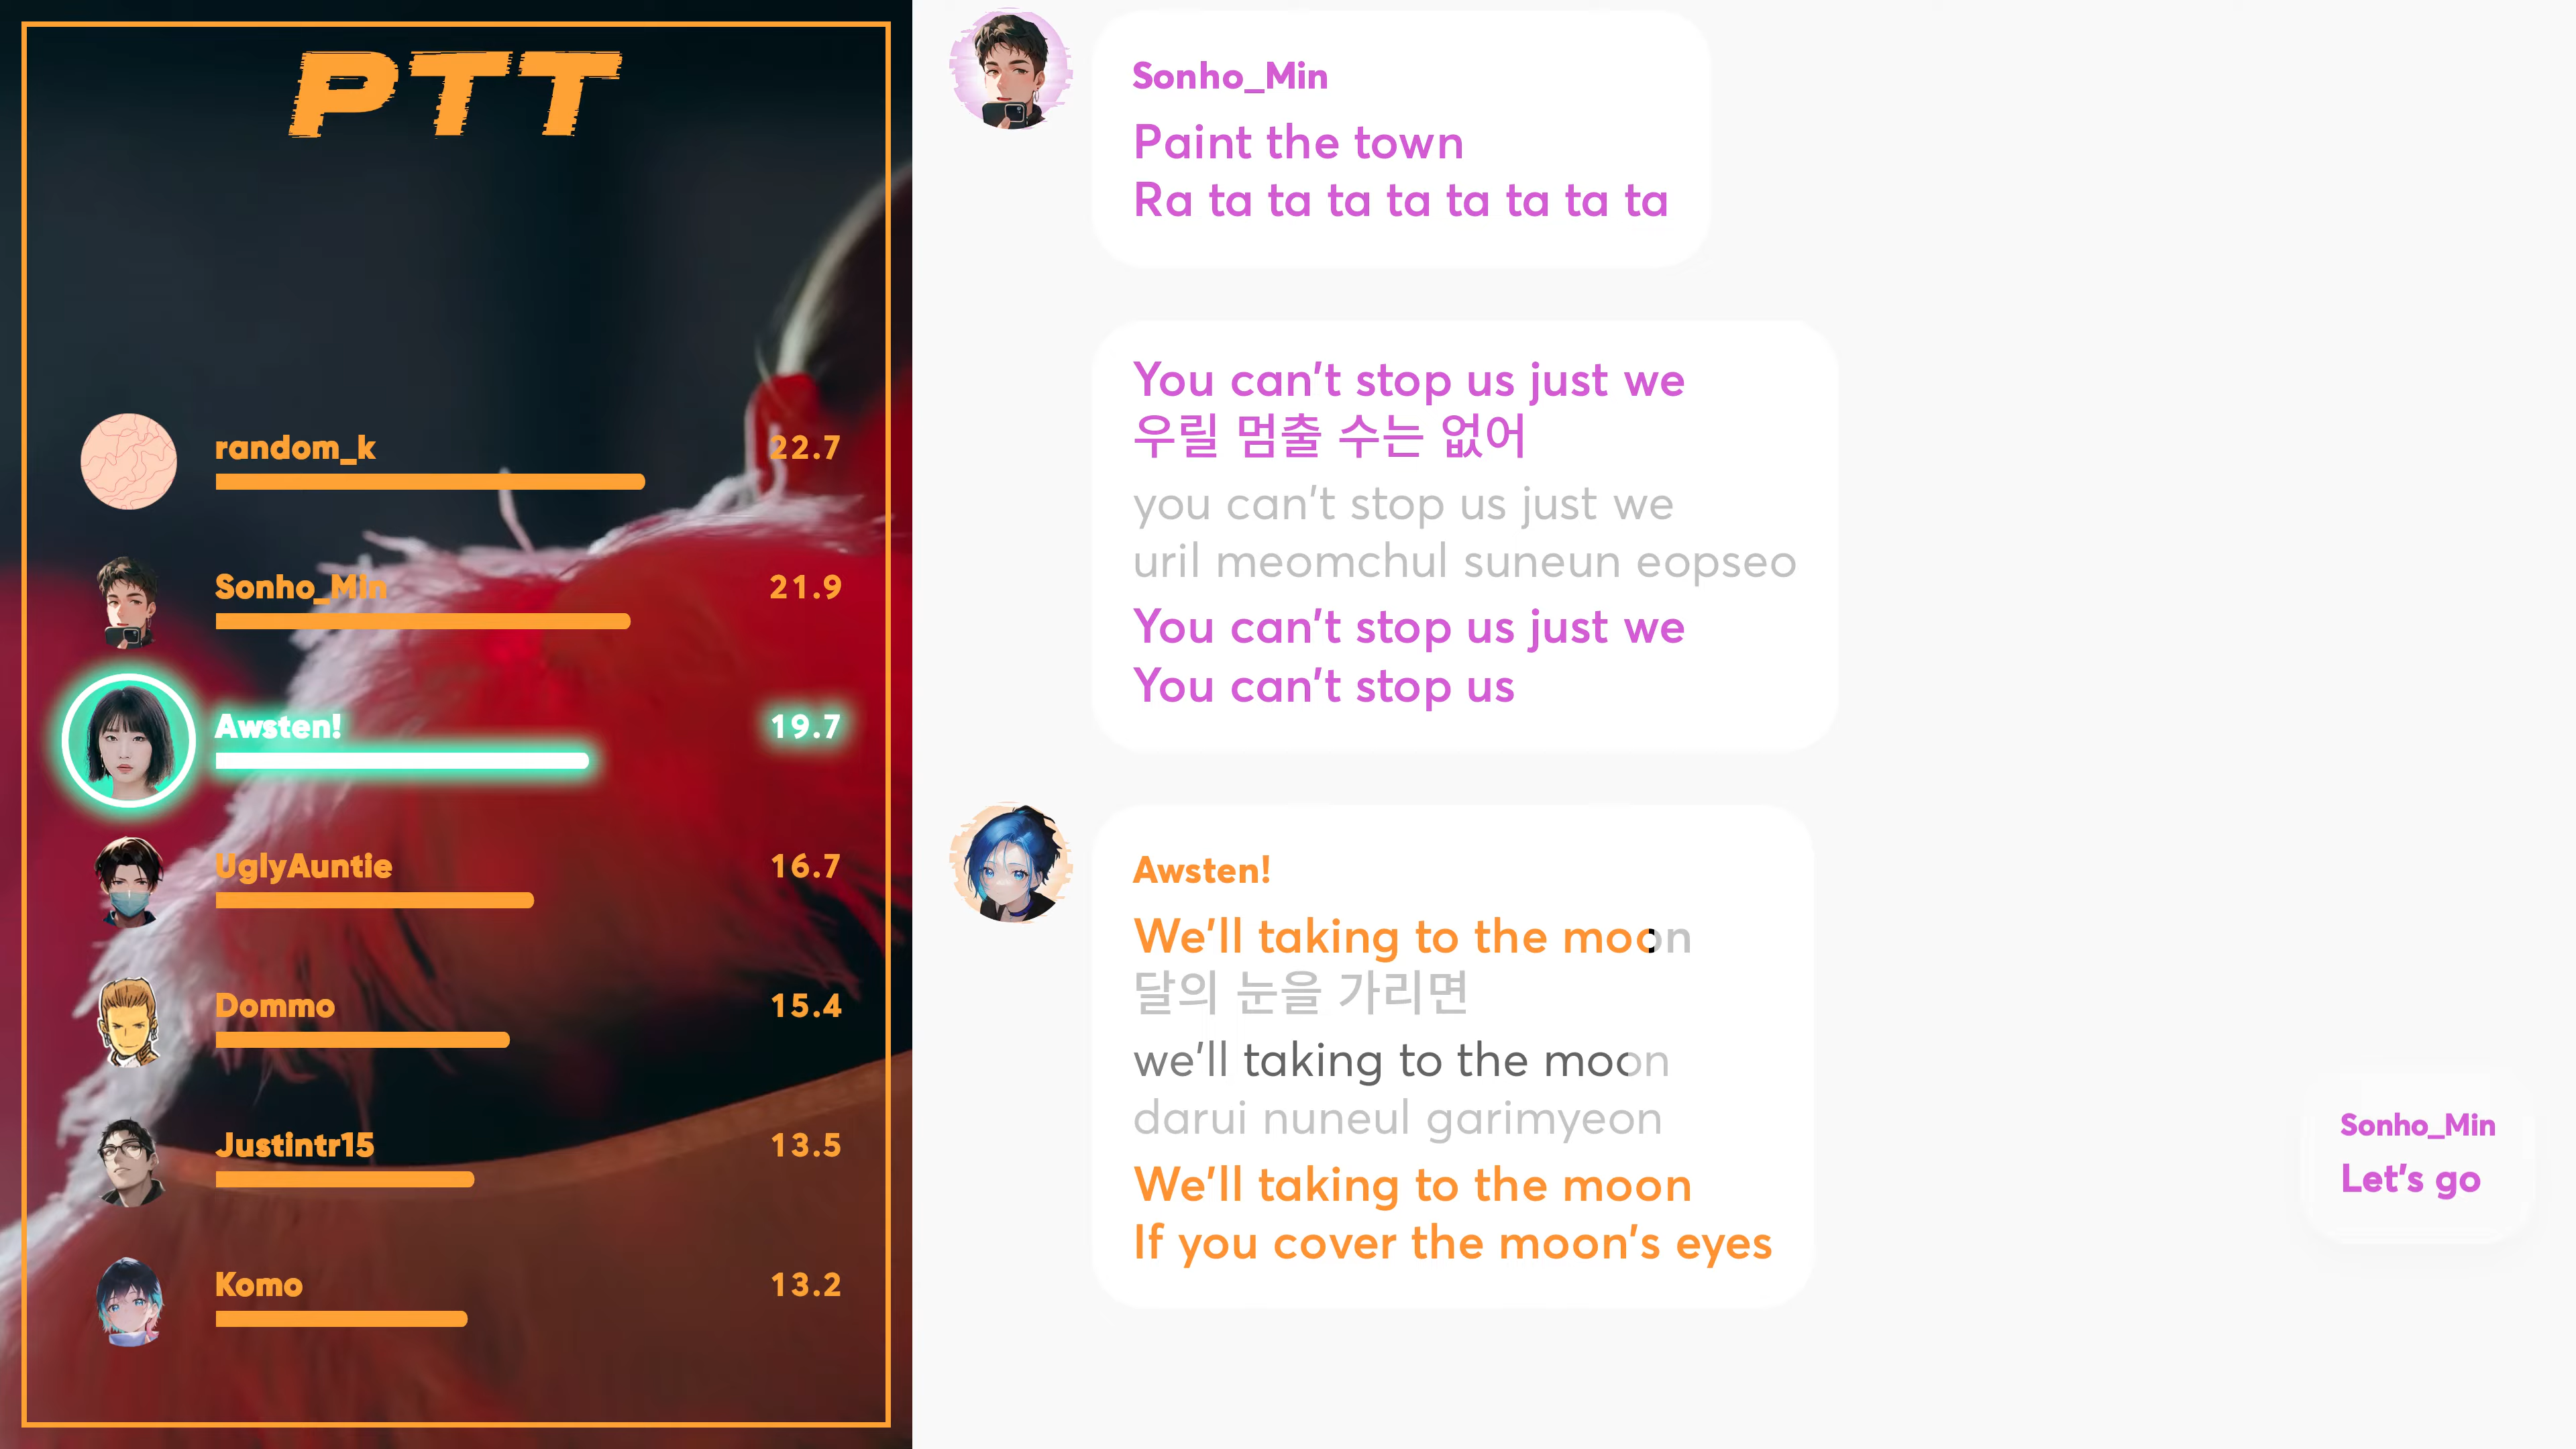 PTT
random_k 22.7
Sonho_Min 21.9
Awsten! 19.7
UglyAuntie 16.7
Dommo 15.4
Justintr15 13.5
Komo 13.2
Sonho_Min
Paint the town
Ra ta ta ta ta ta ta ta ta
You can't stop us just we
우릴 멈출 수는 없어
you can't stop us just we
uril meomchul suneun eopseo
You can't stop us just we
You can't stop us
Awsten!
We'll taking to the moon
달의 눈을 가리면
we'll taking to the moon
darui nuneul garimyeon
We'll taking to the moon
If you cover the moon's eyes
Sonho_Min
Let's go